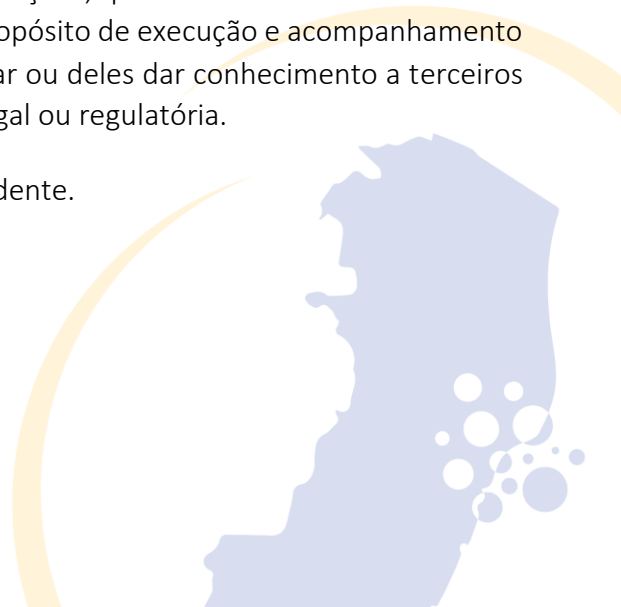 opósito de execução e acompanhamento
ar ou deles dar conhecimento a terceiros
gal ou regulatória.
dente.